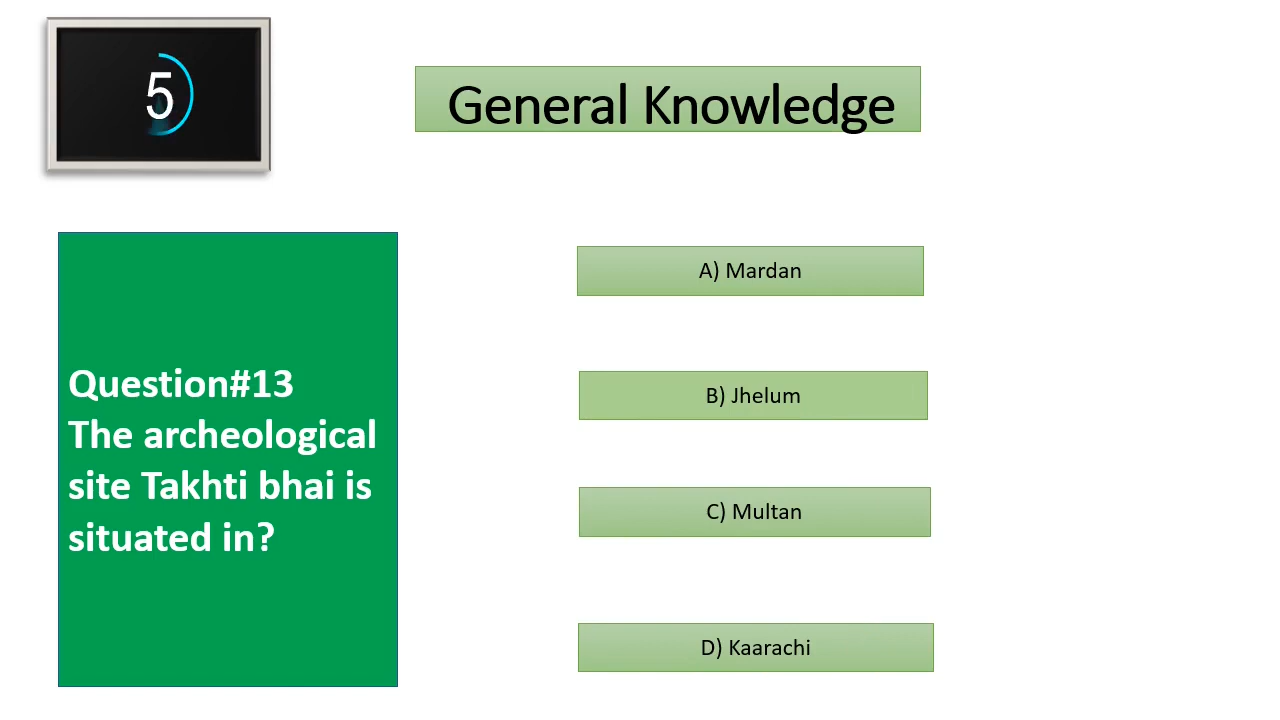 5
General Knowledge
Question#13
The archeological
site Takhti bhai is
situated in?
A) Mardan
B) Jhelum
C) Multan
D) Kaarachi